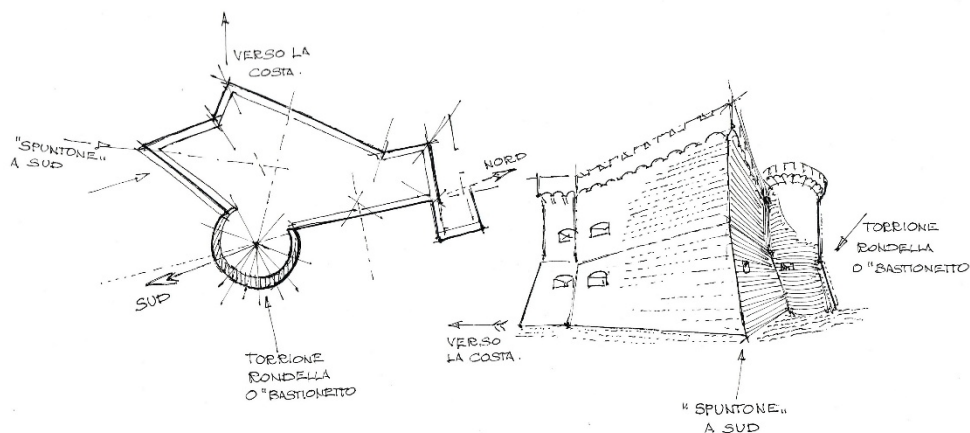 VERSO LA
COSTA.
"SPUNTONE„
A SUD
NORD
SUD
TORRIONE
RONDELLA
O "BASTIONETTO
TORRIONE
RONDELLA
O "BASTIONETTO
VERSO
LA COSTA.
"SPUNTONE„
A SUD